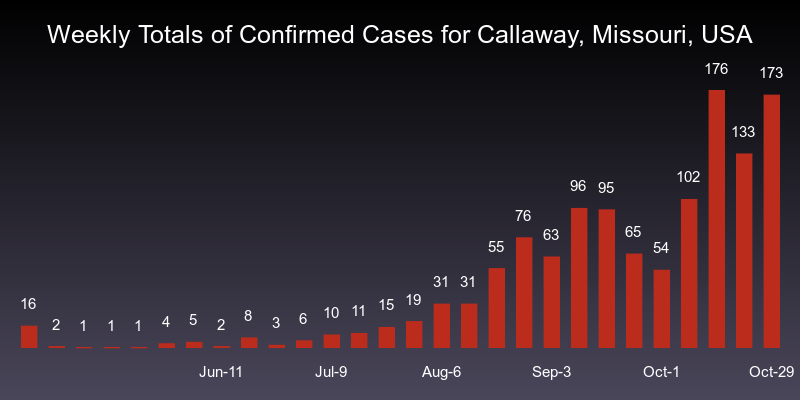 Weekly Totals of Confirmed Cases for Callaway, Missouri, USA
16 2 1 1 1 4 5 2 8 3 6 10 11 15 19 31 31 55 76 63 96 95 65 54 102 176 133 173
Jun-11 Jul-9 Aug-6 Sep-3 Oct-1 Oct-29